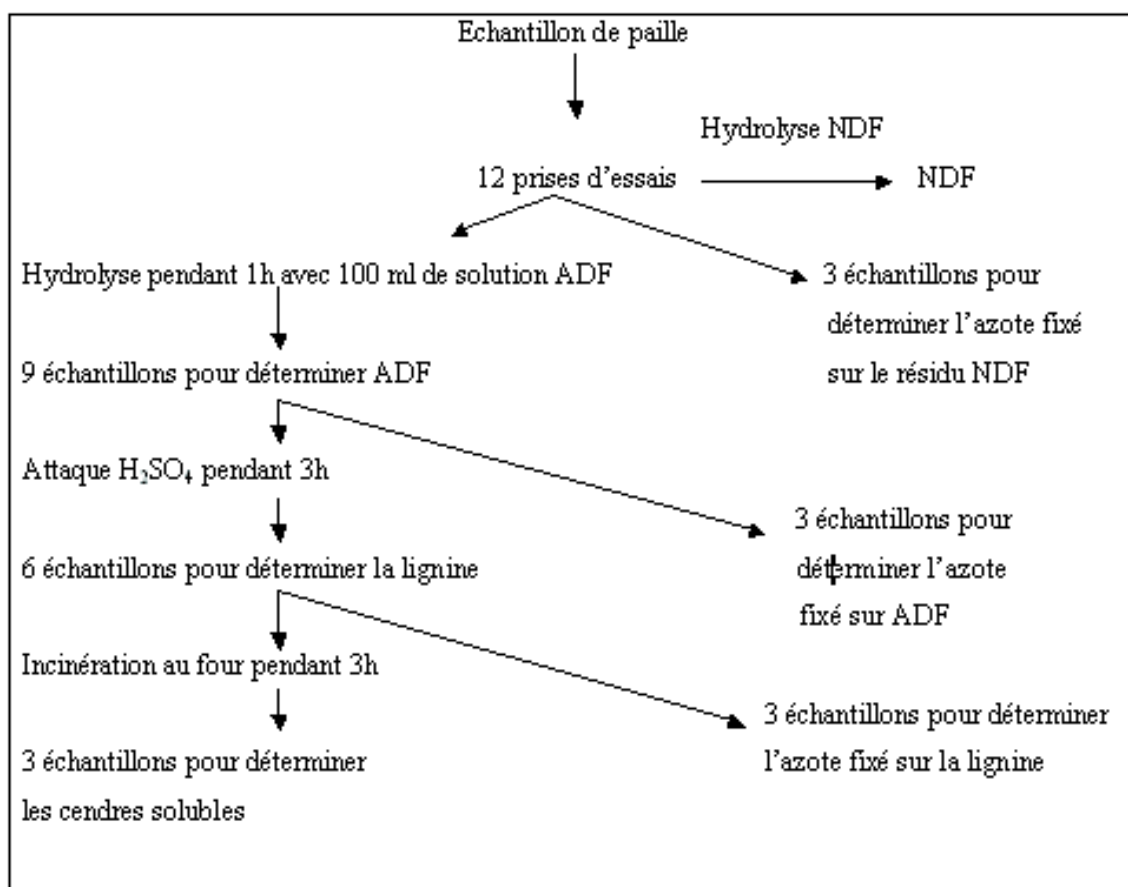 Echantillon de paille
Hydrolyse NDF
12 prises d’essais
NDF
Hydrolyse pendant 1h avec 100 ml de solution ADF
3 échantillons pour
déterminer l’azote fixé
sur le résidu NDF
9 échantillons pour déterminer ADF
Attaque H₂SO₄ pendant 3h
3 échantillons pour
déterminer l’azote
fixé sur ADF
6 échantillons pour déterminer la lignine
Incinération au four pendant 3h
3 échantillons pour déterminer
l’azote fixé sur la lignine
3 échantillons pour déterminer
les cendres solubles